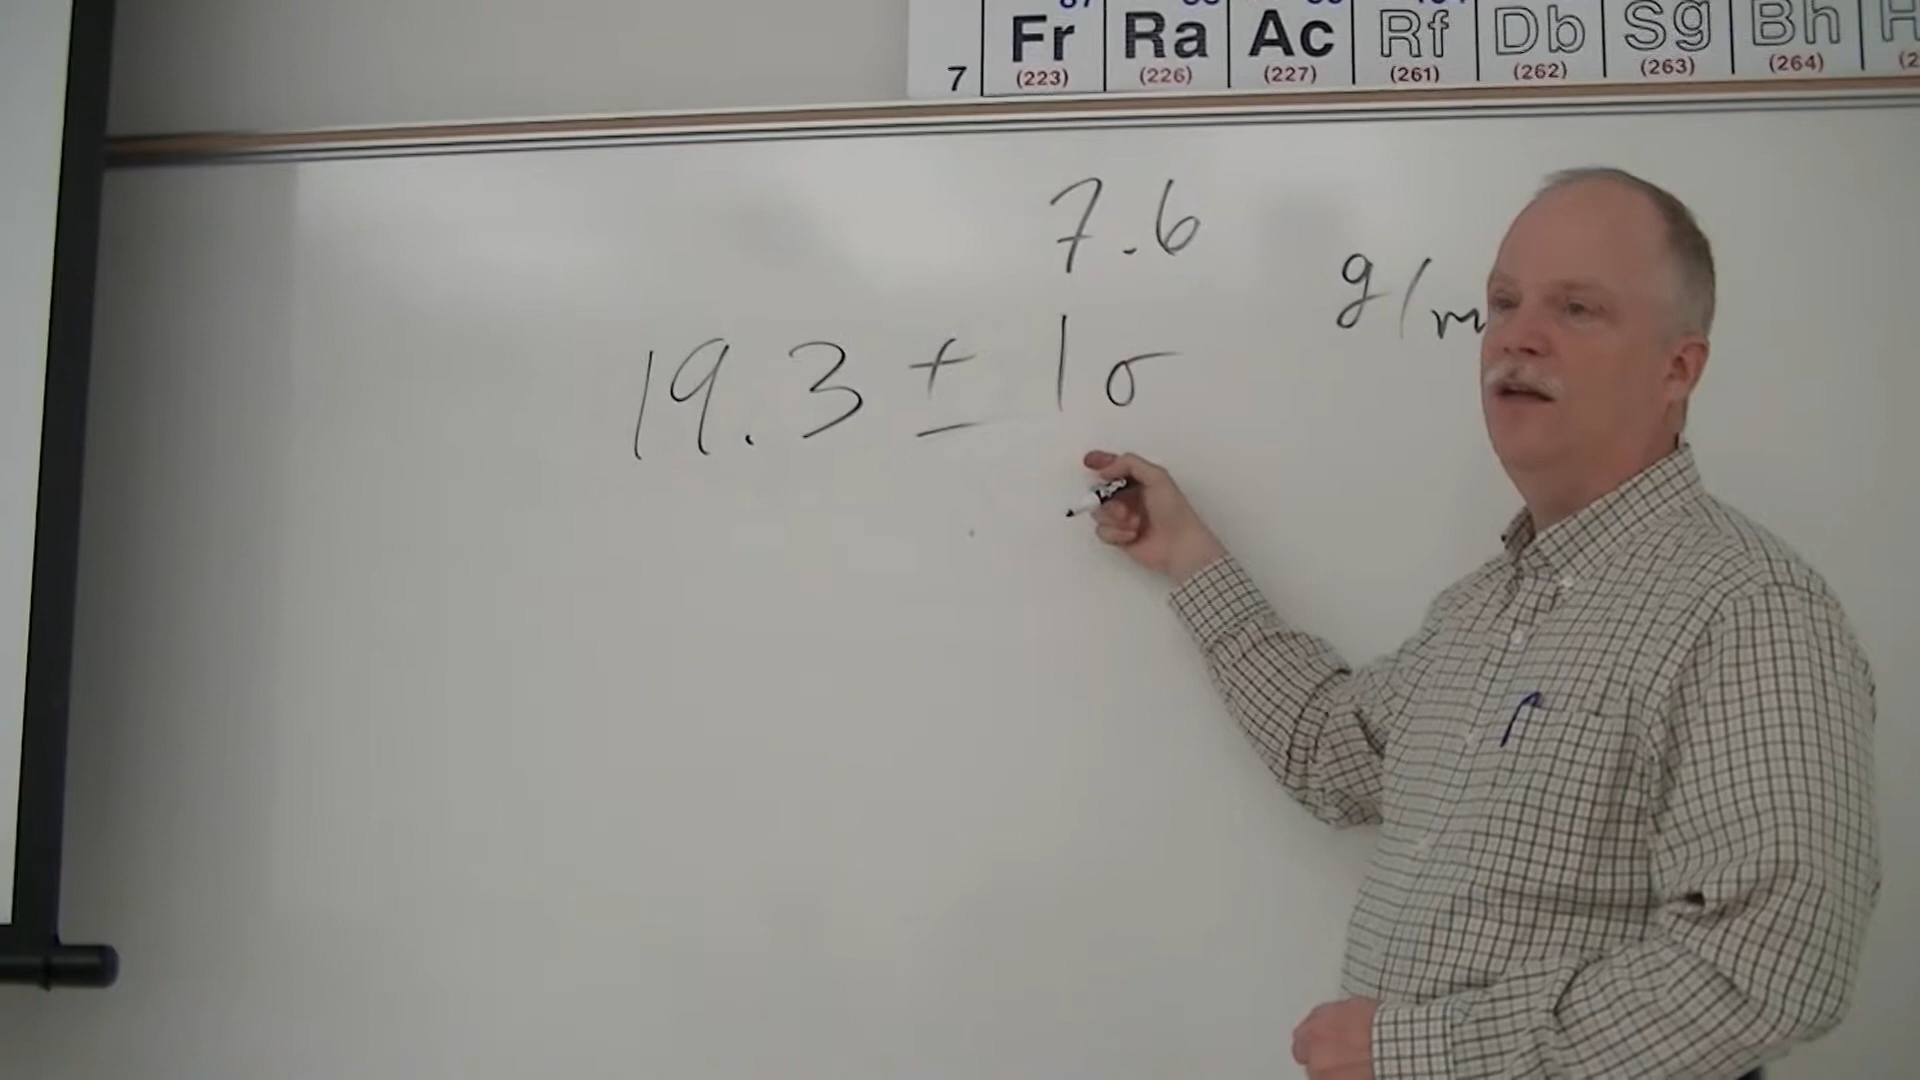 Fr Ra Ac Rf Db Sg Bh
7 (223) (226) (227) (261) (262) (263) (264)
7.6
g/m
19.3 ± 1σ